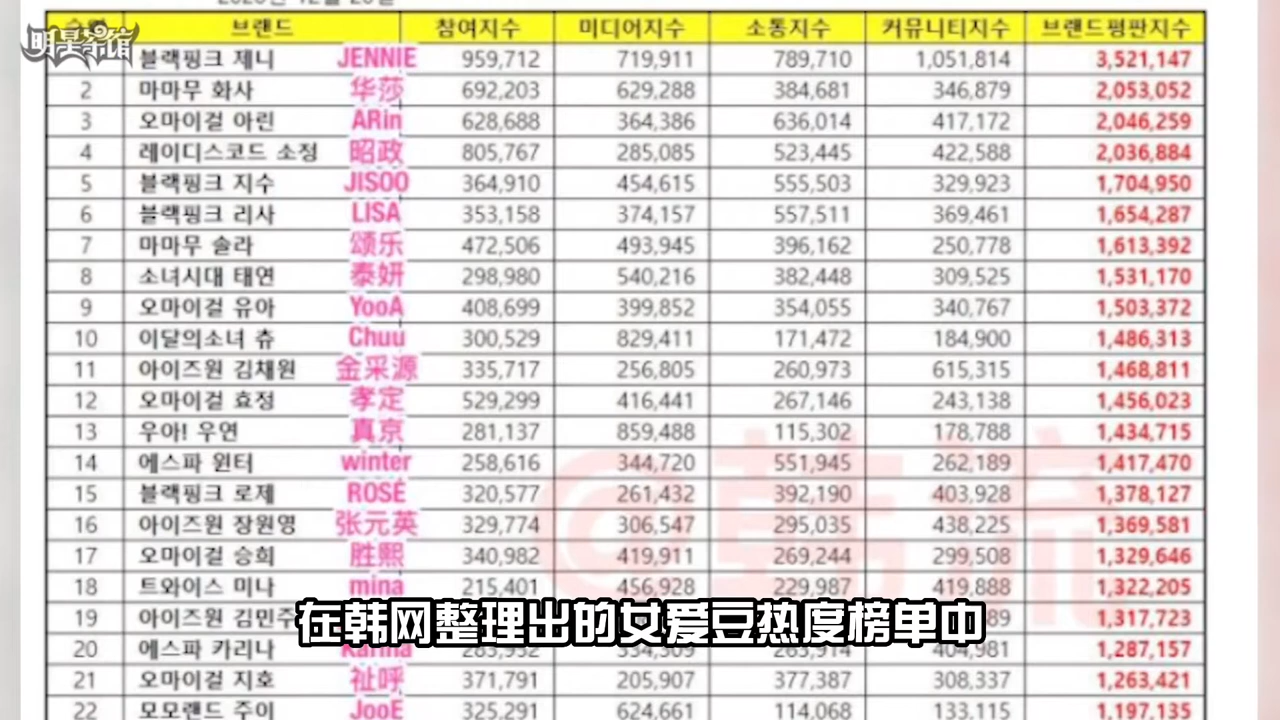 明星茶馆
브랜드 참여지수 미디어지수 소통지수 커뮤니티지수 브랜드평판지수
블랙핑크 제니 JENNIE 959,712 719,911 789,710 1,051,814 3,521,147
2 마마무 화사 华莎 692,203 629,288 384,681 346,879 2,053,052
3 오마이걸 아린 ARin 628,688 364,386 636,014 417,172 2,046,259
4 레이디스코드 소정 昭政 805,767 285,085 523,445 422,588 2,036,884
5 블랙핑크 지수 JISOO 364,910 454,615 555,503 329,923 1,704,950
6 블랙핑크 리사 LISA 353,158 374,157 557,511 369,461 1,654,287
7 마마무 솔라 颂乐 472,506 493,945 396,162 250,778 1,613,392
8 소녀시대 태연 泰妍 298,980 540,216 382,448 309,525 1,531,170
9 오마이걸 유아 YooA 408,699 399,852 354,055 340,767 1,503,372
10 이달의소녀 츄 Chuu 300,529 829,411 171,472 184,900 1,486,313
11 아이즈원 김채원 金采源 335,717 256,805 260,973 615,315 1,468,811
12 오마이걸 효정 孝定 529,299 416,441 267,146 243,138 1,456,023
13 우아! 우연 真京 281,137 859,488 115,302 178,788 1,434,715
14 에스파 윈터 winter 258,616 344,720 551,945 262,189 1,417,470
15 블랙핑크 로제 ROSÉ 320,577 261,432 392,190 403,928 1,378,127
16 아이즈원 장원영 张元英 329,774 306,547 295,035 438,225 1,369,581
17 오마이걸 승희 胜熙 340,982 419,911 269,244 299,508 1,329,646
18 트와이스 미나 mina 215,401 456,928 229,987 419,888 1,322,205
19 아이즈원 김민주 1,317,723
在韩网整理出的女爱豆热度榜单中
20 에스파 카리나 Karina 404,981 1,287,157
21 오마이걸 지호 祉呼 371,791 205,907 377,387 308,337 1,263,421
22 모모랜드 주이 JooE 325,291 624,661 114,068 133,115 1,197,135